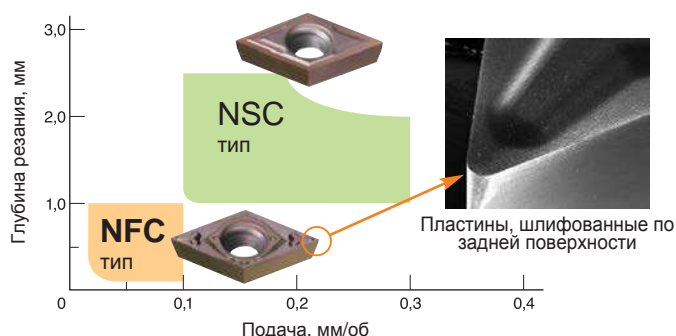 Глубина резания, мм
3,0
2,0
1,0
0
NSC
тип
NFC
тип
Пластины, шлифованные по
задней поверхности
0,1
0,2
0,3
0,4
Подача, мм/об